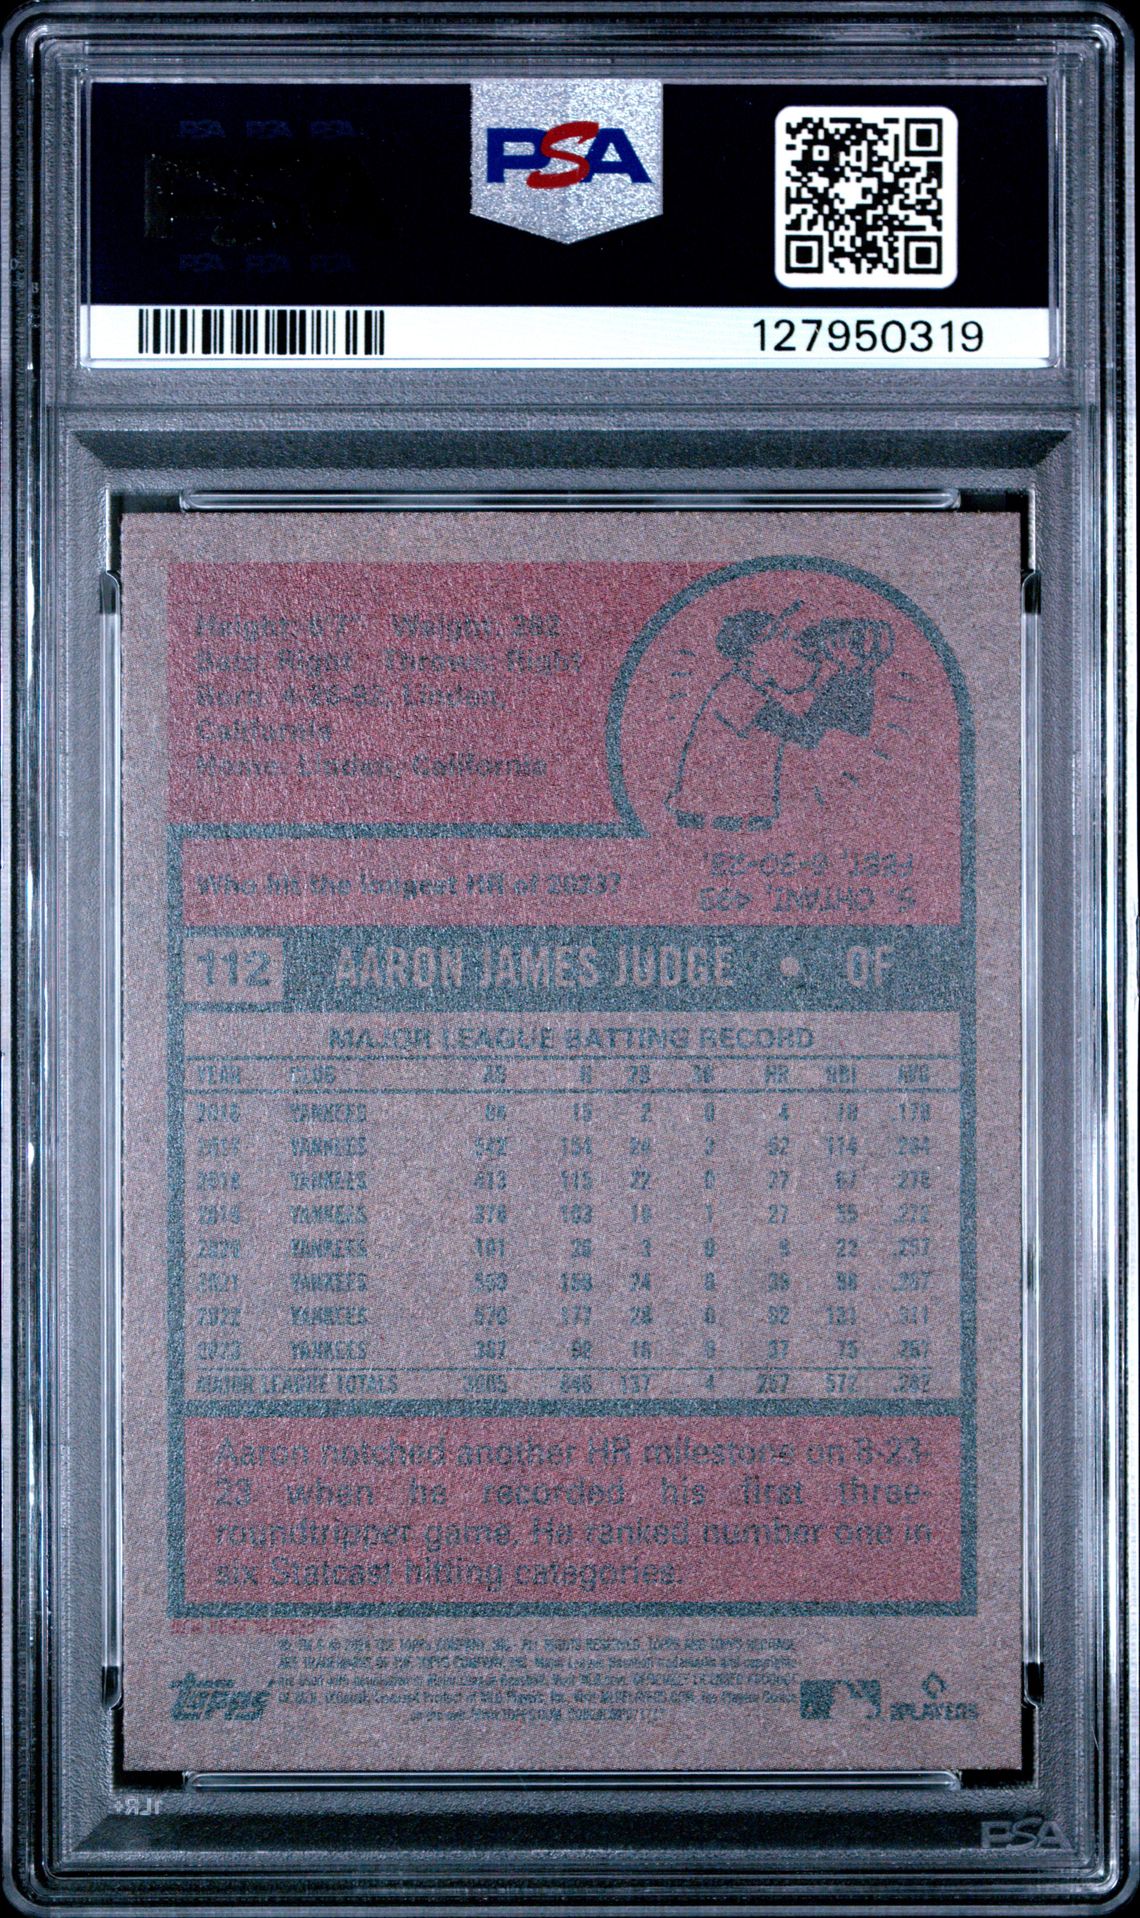 PSA PSA PSA
PSA
PSA PSA PSA
127950319
Height: 6'7" Weight: 282
Bats: Right Throws: Right
Born: 4-26-92, Linden,
California
Home: Linden, California
Who hit the longest HR of 2023?
FEET, 8-30-23.
112 AARON JAMES JUDGE • OF
MAJOR LEAGUE BATTING RECORD
YEAR CLUB AB H 2B 3B HR RBI AVG
2016 YANKEES 84 15 2 0 4 10 .179
2017 YANKEES 542 154 24 3 52 114 .284
2018 YANKEES 413 115 22 0 27 67 .278
2019 YANKEES 378 103 18 1 27 55 .272
2020 YANKEES 101 26 3 0 9 22 .257
2021 YANKEES 550 158 24 0 39 98 .287
2022 YANKEES 570 177 28 0 62 131 .311
2023 YANKEES 367 98 16 0 37 75 .267
MAJOR LEAGUE TOTALS 3005 846 137 4 257 572 .282
Aaron notched another HR milestone on 8-23-
23 when he recorded his first three-
roundtripper game. He ranked number one in
six Statcast hitting categories.
topps
PLAYERS
PSA